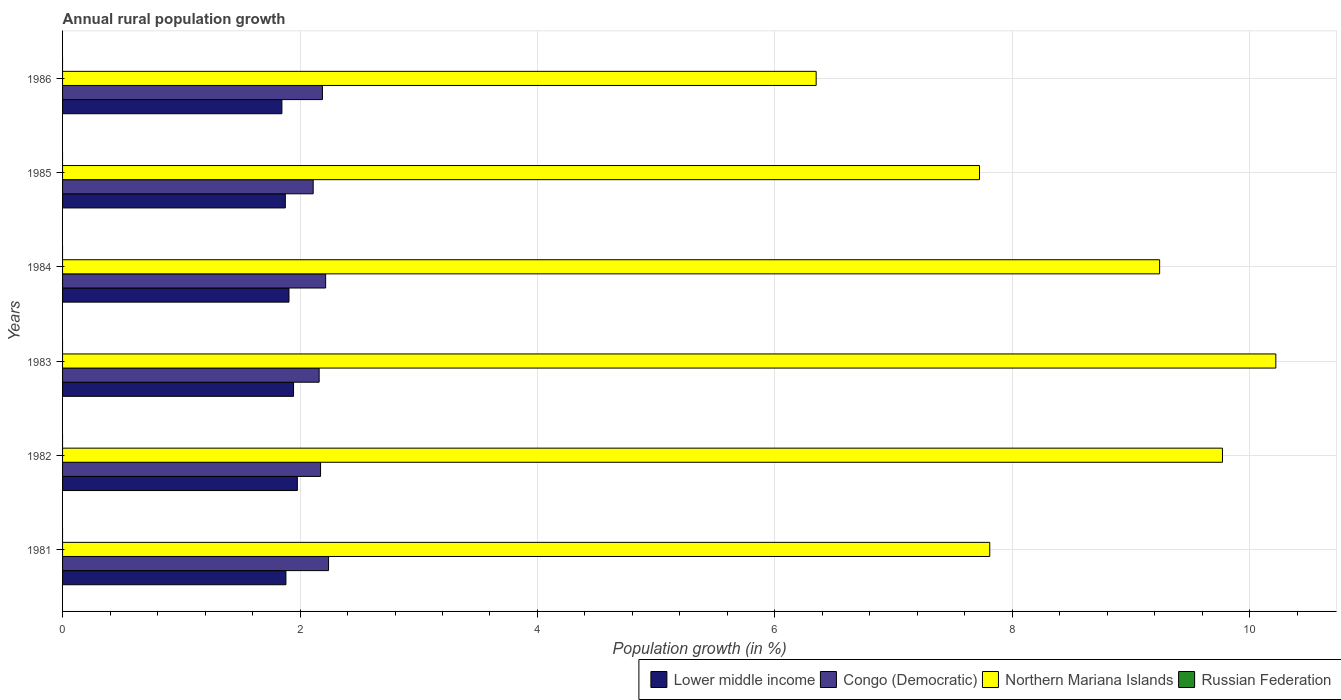 Annual rural population growth
1986
1985
1984
1983
1982
1981
Years
0
2
4
6
8
10
Population growth (in %)
Lower middle income
Congo (Democratic)
Northern Mariana Islands
Russian Federation